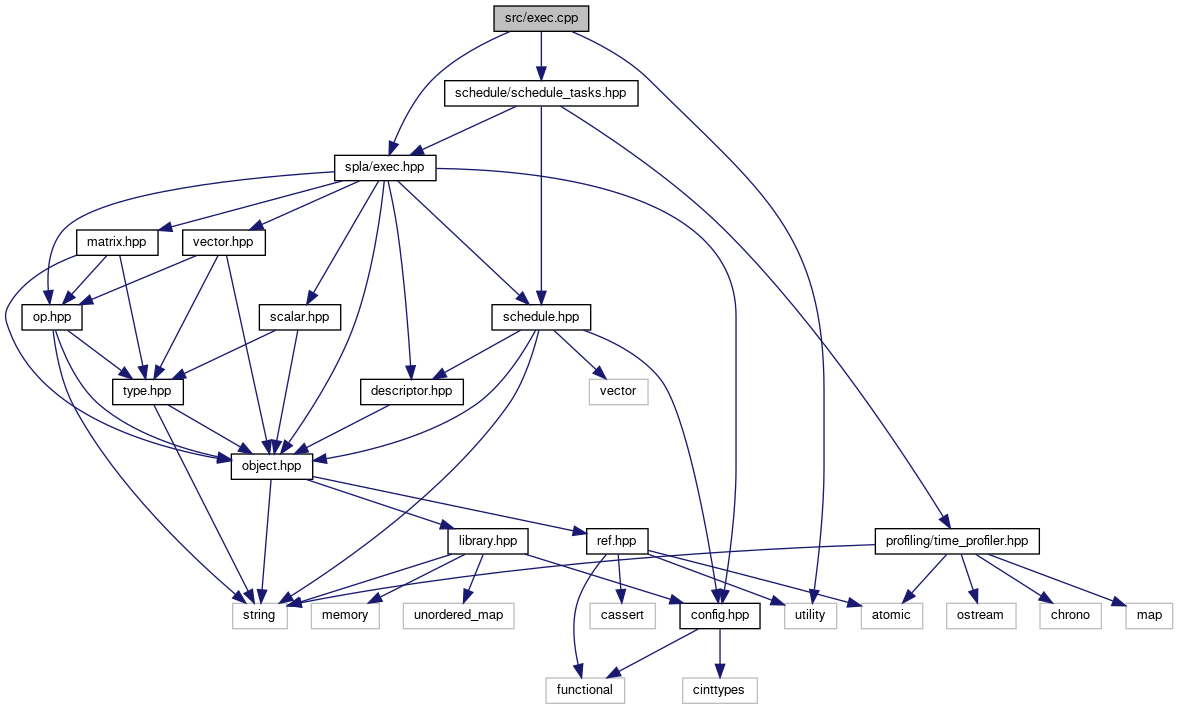 src/exec.cpp
schedule/schedule_tasks.hpp
spla/exec.hpp
matrix.hpp
vector.hpp
op.hpp
scalar.hpp
schedule.hpp
type.hpp
descriptor.hpp
vector
object.hpp
library.hpp
ref.hpp
profiling/time_profiler.hpp
string
memory
unordered_map
cassert
config.hpp
utility
atomic
ostream
chrono
map
functional
cinttypes